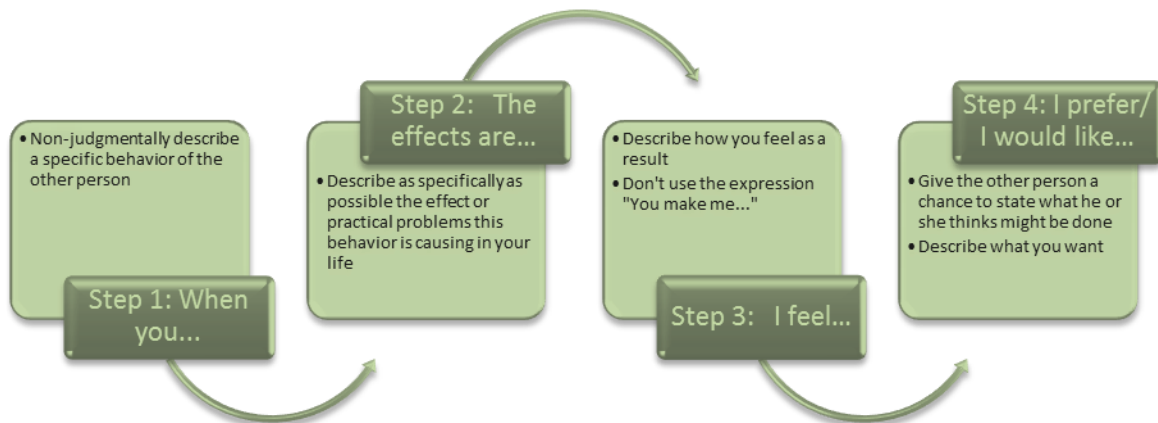 • Non-judgmentally describe
a specific behavior of the
other person
Step 1: When
you...
Step 2: The
effects are...
• Describe as specifically as
possible the effect or
practical problems this
behavior is causing in your
life
• Describe how you feel as a
result
• Don't use the expression
"You make me..."
Step 3: I feel...
Step 4: I prefer/
I would like...
• Give the other person a
chance to state what he or
she thinks might be done
• Describe what you want